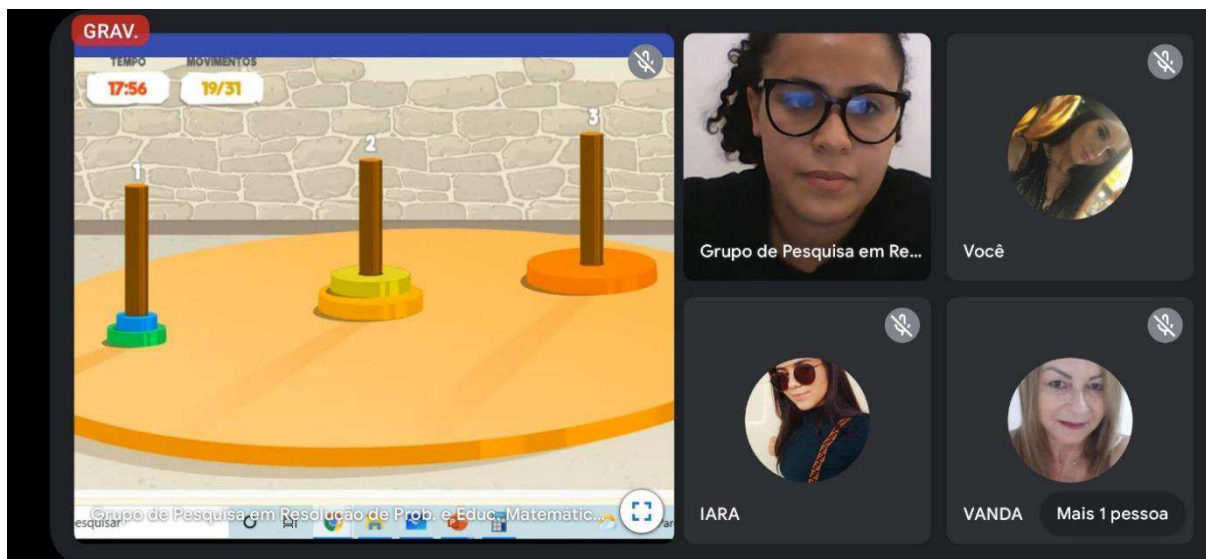 GRAV.
TEMPO
MOVIMENTOS
17:56
19/31
1
2
3
Grupo de Pesquisa em Re...
Você
IARA
VANDA
Mais 1 pessoa
esquisar
Grupo de Pesquisa em Resolução de Prob. e Educ. Matemátic...